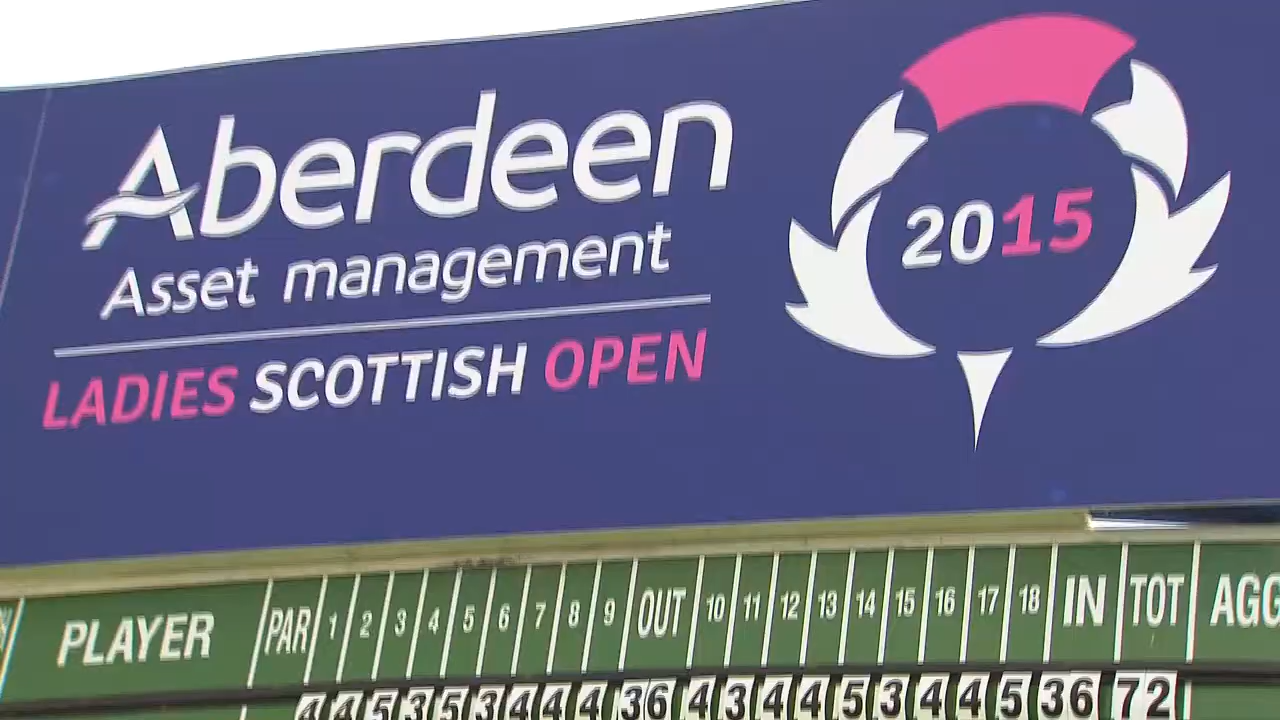 Aberdeen
Asset management
LADIES SCOTTISH OPEN
2015
PLAYER PAR 1 2 3 4 5 6 7 8 9 OUT 10 11 12 13 14 15 16 17 18 IN TOT AGG
4 4 5 3 5 3 4 4 4 36 4 3 4 4 5 3 4 4 5 36 72